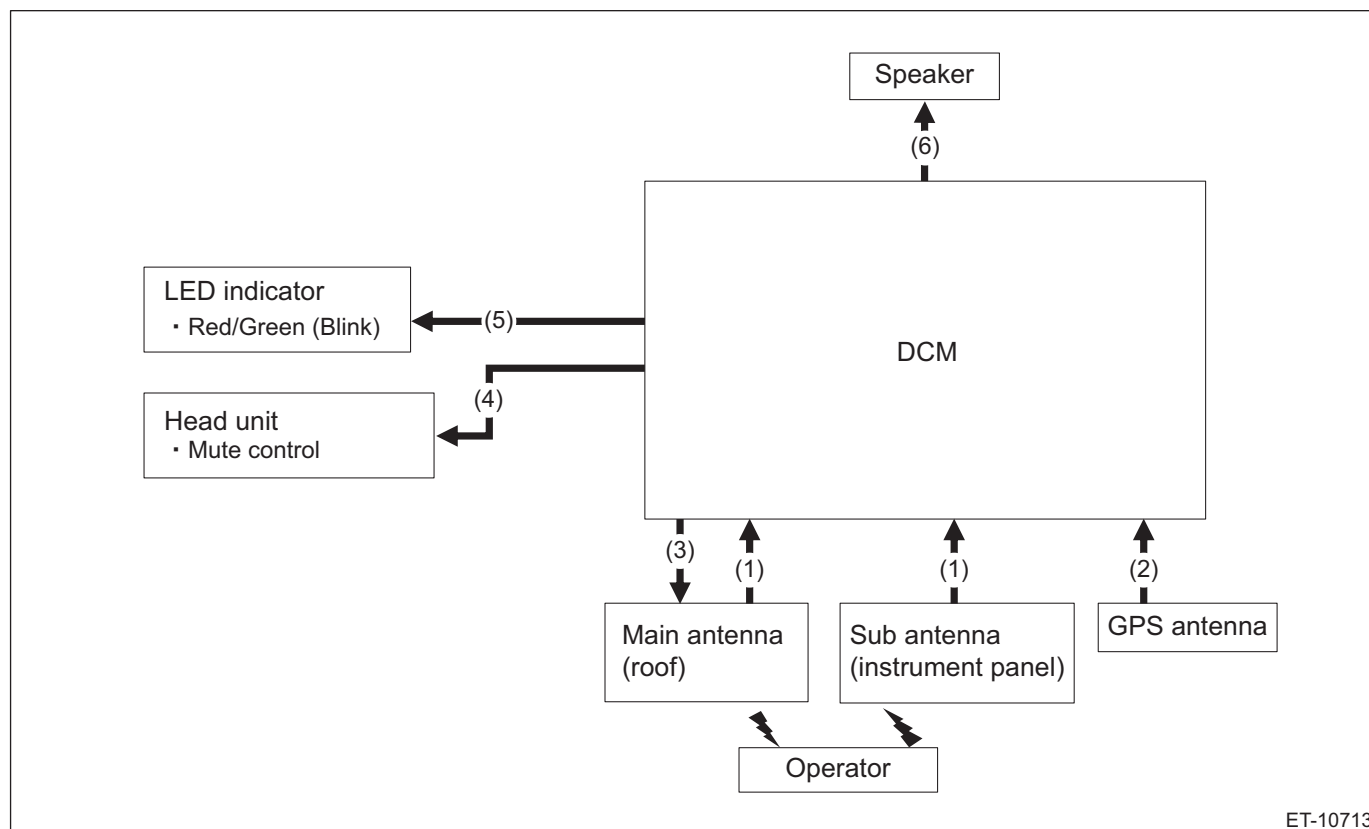 Speaker
(6)
LED indicator
・Red/Green (Blink)
(5)
DCM
(4)
Head unit
・Mute control
(3)
(1)
(1)
(2)
Main antenna
(roof)
Sub antenna
(instrument panel)
GPS antenna
Operator
ET-10713